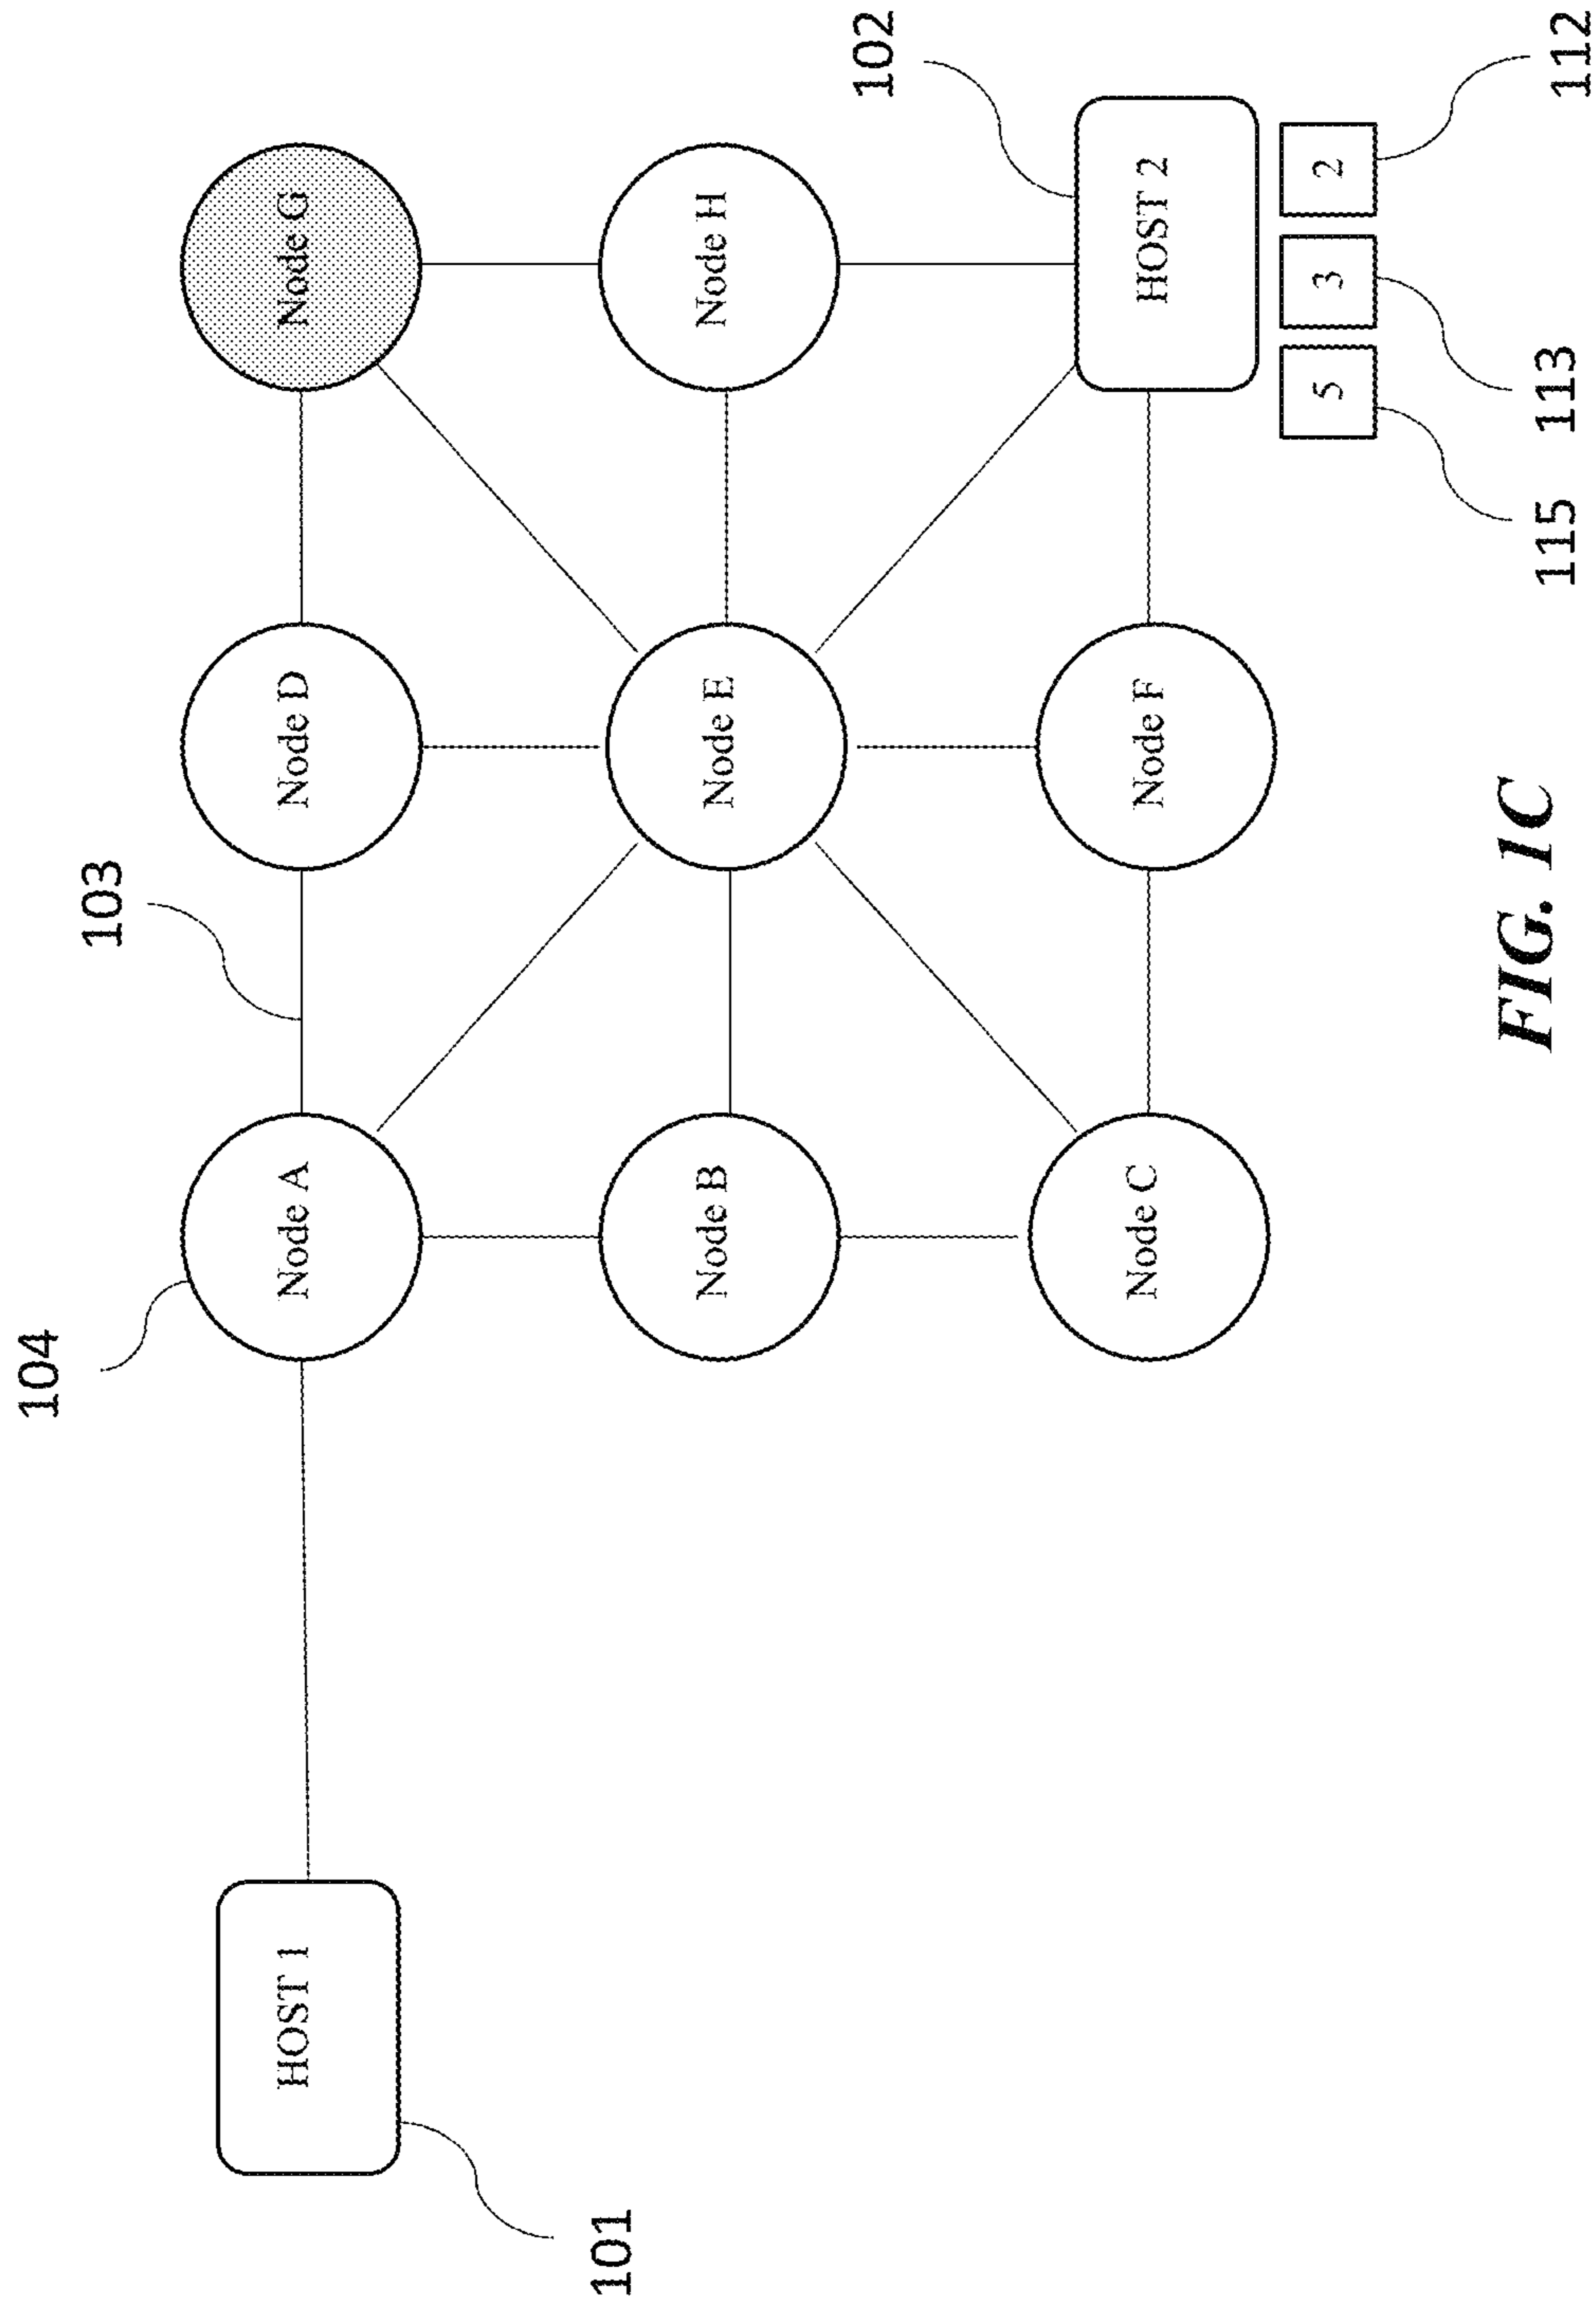 104
103
HOST 1
Node A
Node D
Node G
101
Node B
Node E
Node H
102
Node C
Node F
HOST 2
5
3
2
115
113
112
FIG. 1C